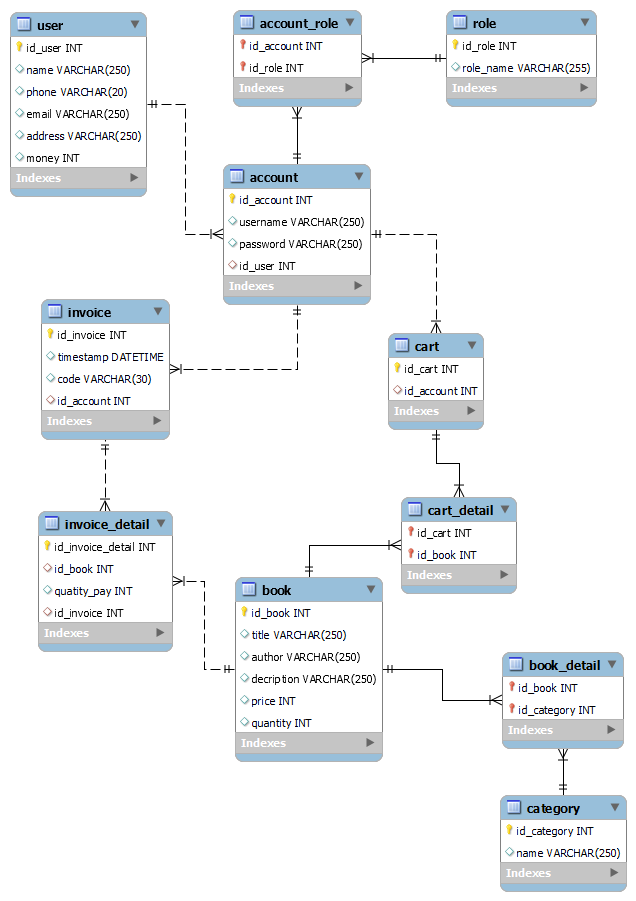 user
id_user INT
name VARCHAR(250)
phone VARCHAR(20)
email VARCHAR(250)
address VARCHAR(250)
money INT
Indexes
account_role
id_account INT
id_role INT
Indexes
role
id_role INT
role_name VARCHAR(255)
Indexes
account
id_account INT
username VARCHAR(250)
password VARCHAR(250)
id_user INT
Indexes
invoice
id_invoice INT
timestamp DATETIME
code VARCHAR(30)
id_account INT
Indexes
cart
id_cart INT
id_account INT
Indexes
invoice_detail
id_invoice_detail INT
id_book INT
quatity_pay INT
id_invoice INT
Indexes
cart_detail
id_cart INT
id_book INT
Indexes
book
id_book INT
title VARCHAR(250)
author VARCHAR(250)
decription VARCHAR(250)
price INT
quantity INT
Indexes
book_detail
id_book INT
id_category INT
Indexes
category
id_category INT
name VARCHAR(250)
Indexes